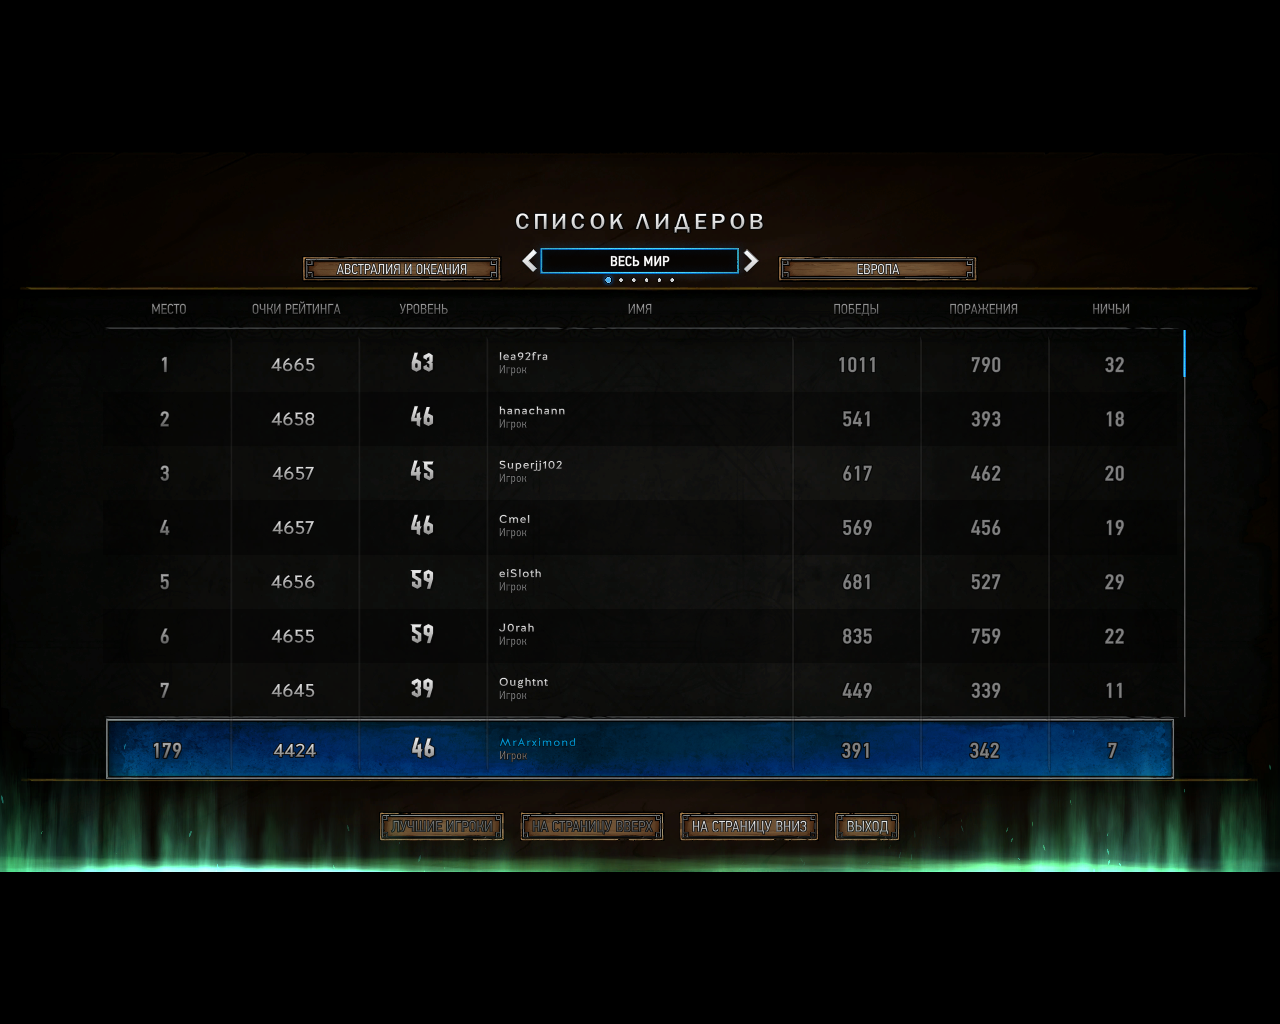 СПИСОК ЛИДЕРОВ
АВСТРАЛИЯ И ОКЕАНИЯ ВЕСЬ МИР ЕВРОПА
МЕСТО ОЧКИ РЕЙТИНГА УРОВЕНЬ ИМЯ ПОБЕДЫ ПОРАЖЕНИЯ НИЧЬИ
1 4665 63 lea92fra 1011 790 32
Игрок
2 4658 46 hanachann 541 393 18
Игрок
3 4657 45 Superjj102 617 462 20
Игрок
4 4657 46 Cmel 569 456 19
Игрок
5 4656 59 eiSloth 681 527 29
Игрок
6 4655 59 J0rah 835 759 22
Игрок
7 4645 39 Oughtnt 449 339 11
Игрок
179 4424 46 MrArximond 391 342 7
Игрок
ЛУЧШИЕ ИГРОКИ НА СТРАНИЦУ ВВЕРХ НА СТРАНИЦУ ВНИЗ ВЫХОД